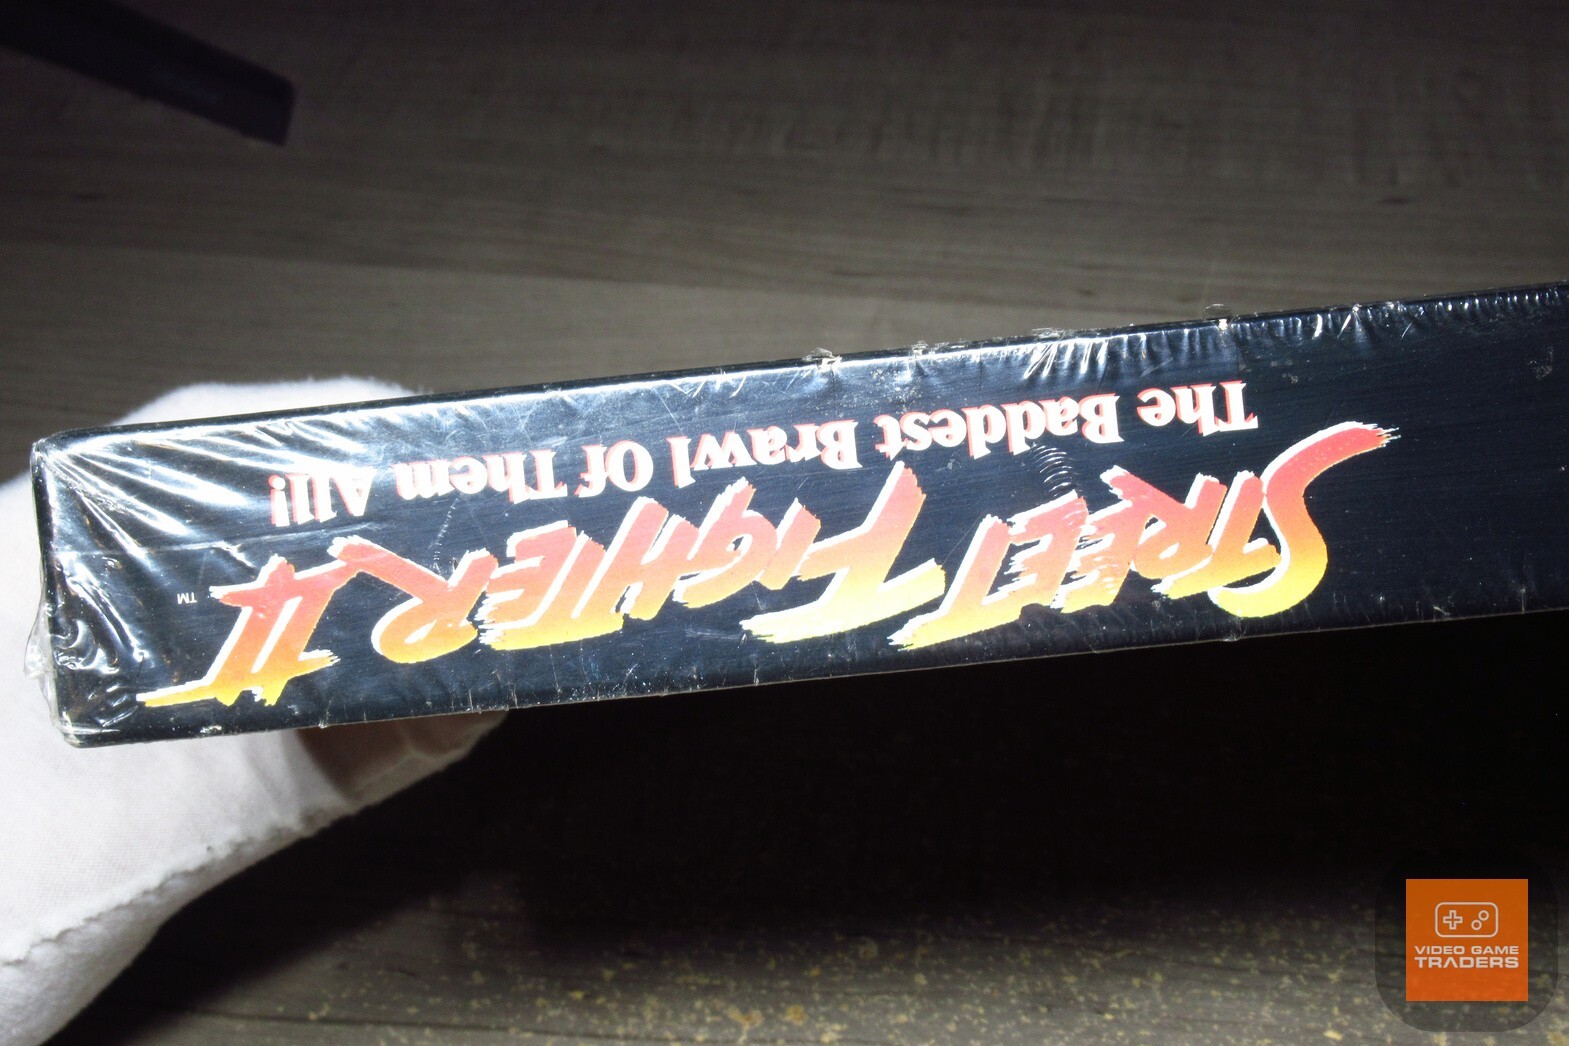 STREET FIGHTER II ™
The Baddest Brawl Of Them All!
VIDEO GAME
TRADERS